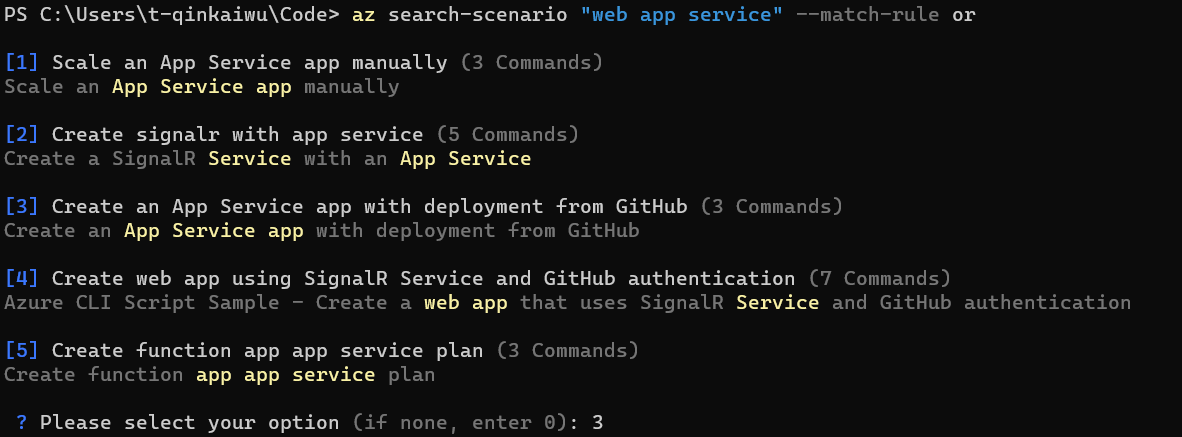 PS C:\Users\t-qinkaiwu\Code> az search-scenario "web app service" --match-rule or
[1] Scale an App Service app manually (3 Commands)
Scale an App Service app manually
[2] Create signalr with app service (5 Commands)
Create a SignalR Service with an App Service
[3] Create an App Service app with deployment from GitHub (3 Commands)
Create an App Service app with deployment from GitHub
[4] Create web app using SignalR Service and GitHub authentication (7 Commands)
Azure CLI Script Sample - Create a web app that uses SignalR Service and GitHub authentication
[5] Create function app app service plan (3 Commands)
Create function app app service plan
? Please select your option (if none, enter 0): 3